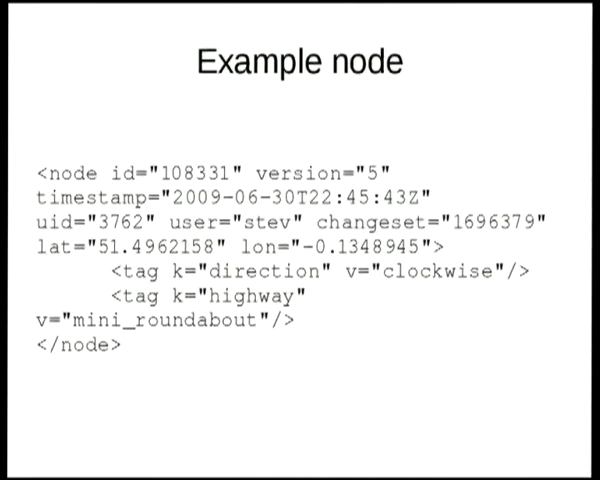 Example node
<node id="108331" version="5"
timestamp="2009-06-30T22:45:43Z"
uid="3762" user="stev" changeset="1696379"
lat="51.4962158" lon="-0.1348945">
<tag k="direction" v="clockwise"/>
<tag k="highway"
v="mini_roundabout"/>
</node>